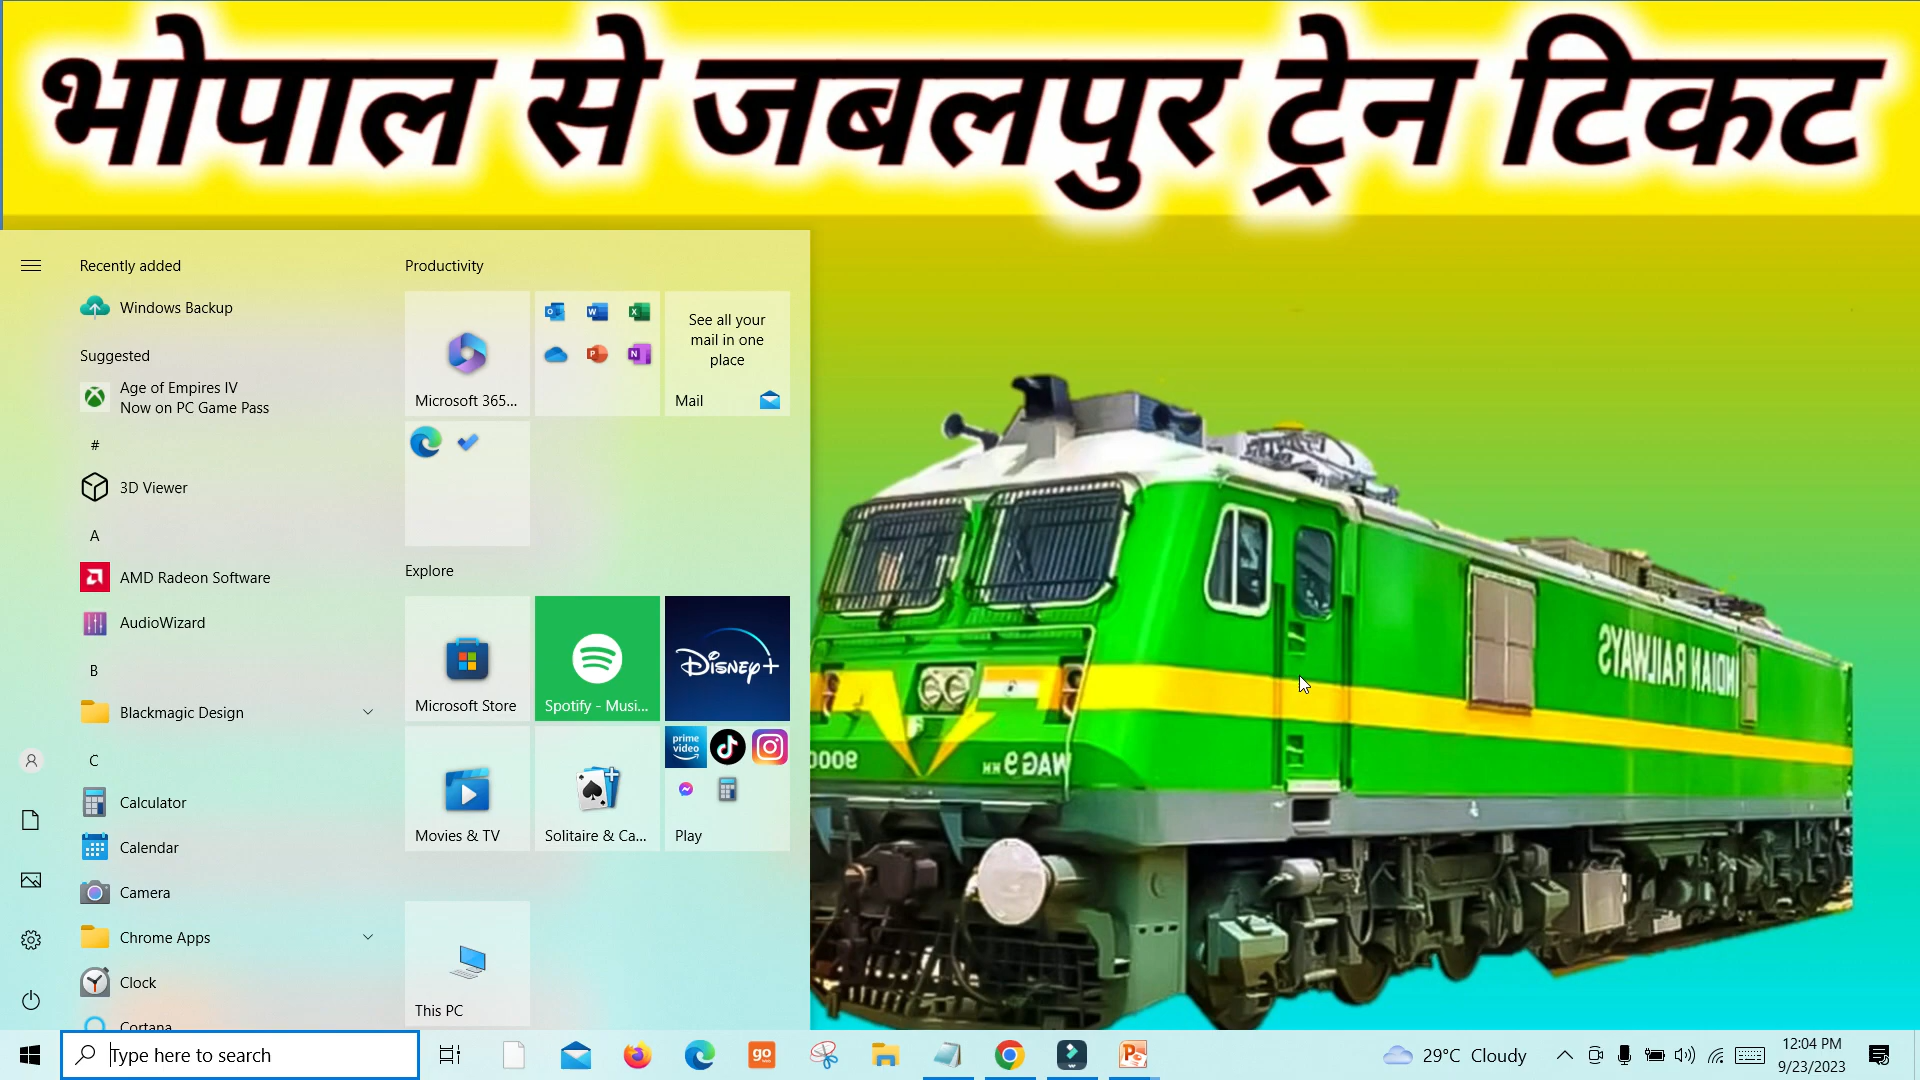 भोपाल से जबलपुर ट्रेन टिकट
Recently added
Windows Backup
Suggested
Age of Empires IV
Now on PC Game Pass
#
3D Viewer
A
AMD Radeon Software
AudioWizard
B
Blackmagic Design
C
Calculator
Calendar
Camera
Chrome Apps
Clock
Cortana
Productivity
Microsoft 365...
See all your
mail in one
place
Mail
Explore
Microsoft Store
Spotify - Musi...
Disney+
Movies & TV
Solitaire & Ca...
prime
video
Play
This PC
INDIAN RAILWAYS
WAG 9 HH
9000
Type here to search
go
29°C Cloudy
12:04 PM
9/23/2023